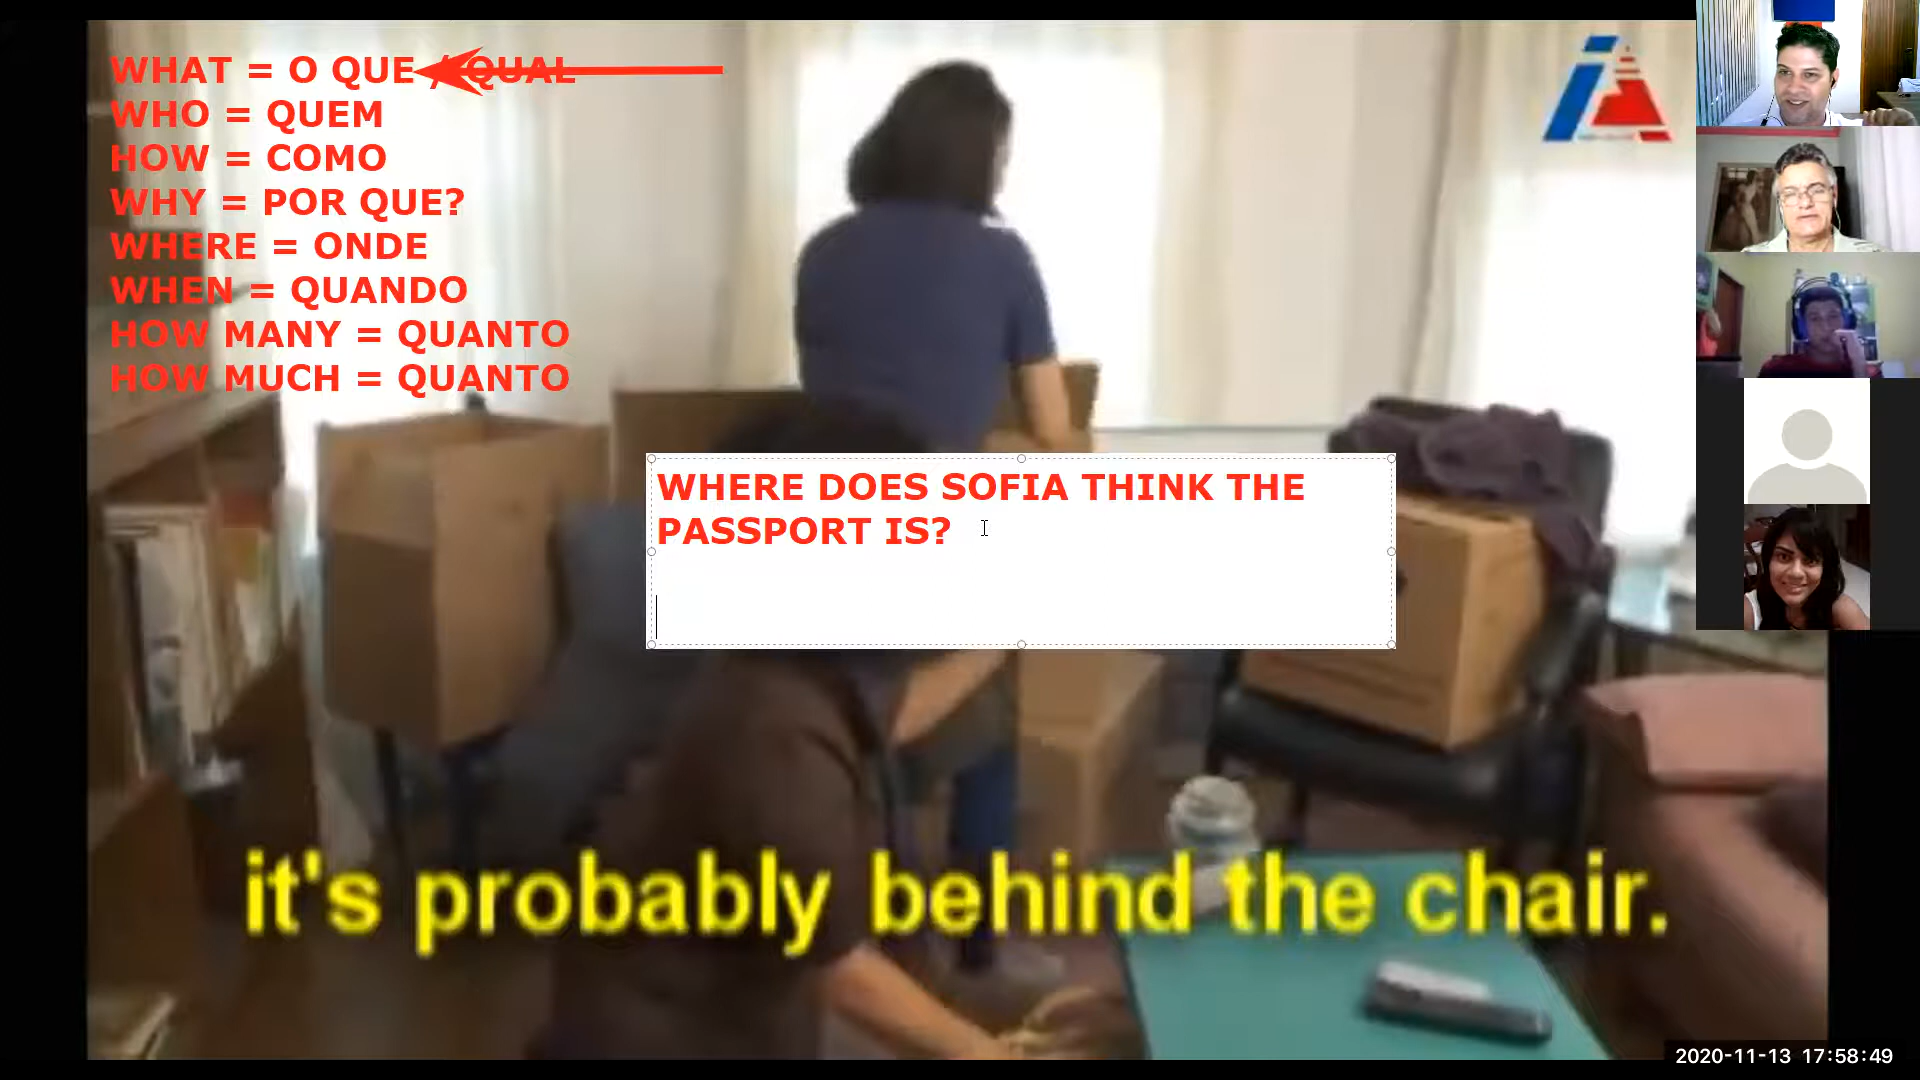 WHAT = O QUE / QUAL
WHO = QUEM
HOW = COMO
WHY = POR QUE?
WHERE = ONDE
WHEN = QUANDO
HOW MANY = QUANTO
HOW MUCH = QUANTO
WHERE DOES SOFIA THINK THE
PASSPORT IS?
it's probably behind the chair.
2020-11-13 17:58:49